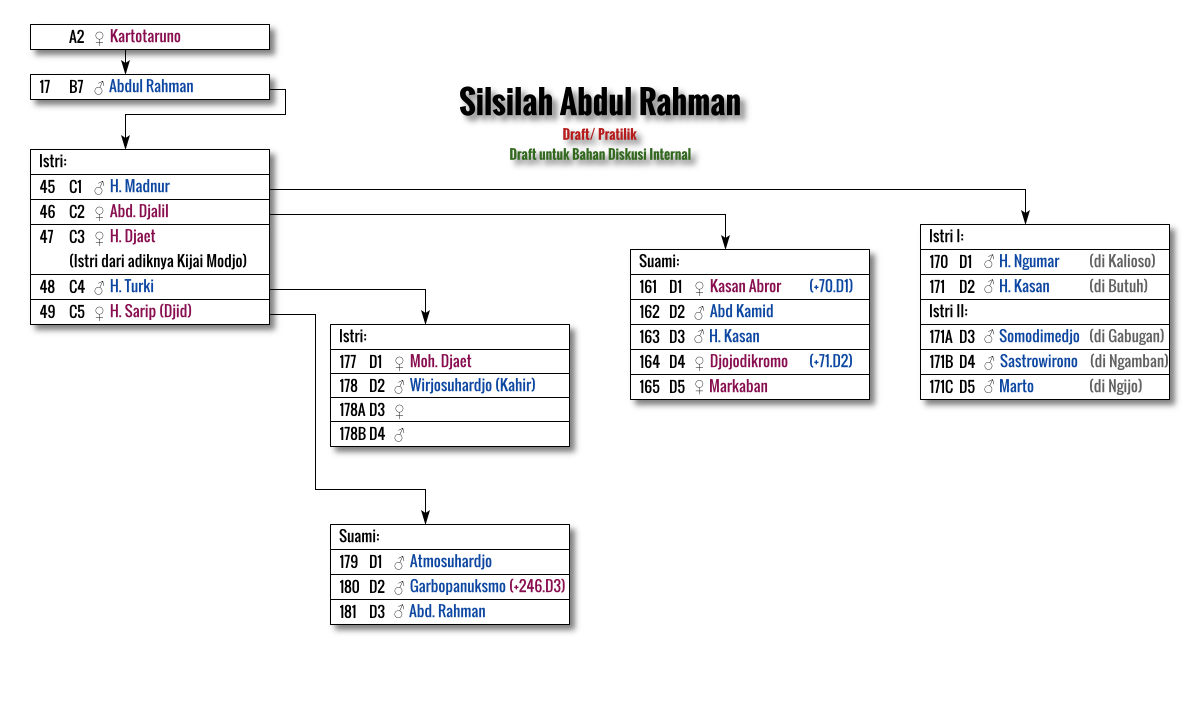 A2 ♀ Kartotaruno
17 B7 ♂ Abdul Rahman
Silsilah Abdul Rahman
Draft/ Pratilik
Draft untuk Bahan Diskusi Internal
Istri:
45 C1 ♂ H. Madnur
46 C2 ♀ Abd. Djalil
47 C3 ♀ H. Djaet
(Istri dari adiknya Kijai Modjo)
48 C4 ♂ H. Turki
49 C5 ♀ H. Sarip (Djid)
Istri:
177 D1 ♀ Moh. Djaet
178 D2 ♂ Wirjosuhardjo (Kahir)
178A D3 ♀
178B D4 ♂
Suami:
179 D1 ♂ Atmosuhardjo
180 D2 ♂ Garbopanuksmo (+246.D3)
181 D3 ♂ Abd. Rahman
Suami:
161 D1 ♀ Kasan Abror (+70.D1)
162 D2 ♂ Abd Kamid
163 D3 ♂ H. Kasan
164 D4 ♀ Djojodikromo (+71.D2)
165 D5 ♀ Markaban
Istri I:
170 D1 ♂ H. Ngumar (di Kalioso)
171 D2 ♂ H. Kasan (di Butuh)
Istri II:
171A D3 ♂ Somodimedjo (di Gabugan)
171B D4 ♂ Sastrowirono (di Ngamban)
171C D5 ♂ Marto (di Ngijo)